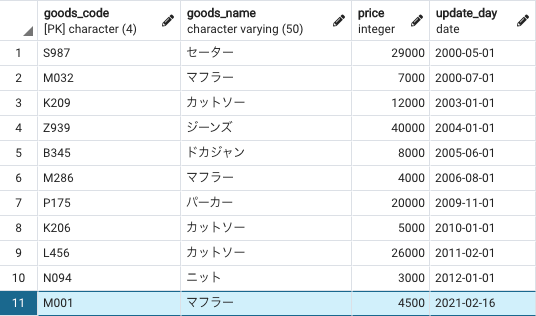 goods_code goods_name price update_day
[PK] character (4) character varying (50) integer date
1 S987 セーター 29000 2000-05-01
2 M032 マフラー 7000 2000-07-01
3 K209 カットソー 12000 2003-01-01
4 Z939 ジーンズ 40000 2004-01-01
5 B345 ドカジャン 8000 2005-06-01
6 M286 マフラー 4000 2006-08-01
7 P175 パーカー 20000 2009-11-01
8 K206 カットソー 5000 2010-01-01
9 L456 カットソー 26000 2011-02-01
10 N094 ニット 3000 2012-01-01
11 M001 マフラー 4500 2021-02-16